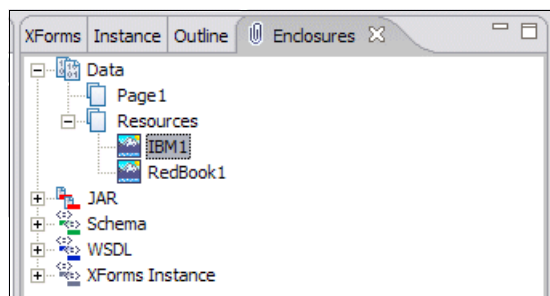 XForms Instance Outline Enclosures
Data
Page1
Resources
IBM1
RedBook1
JAR
Schema
WSDL
XForms Instance